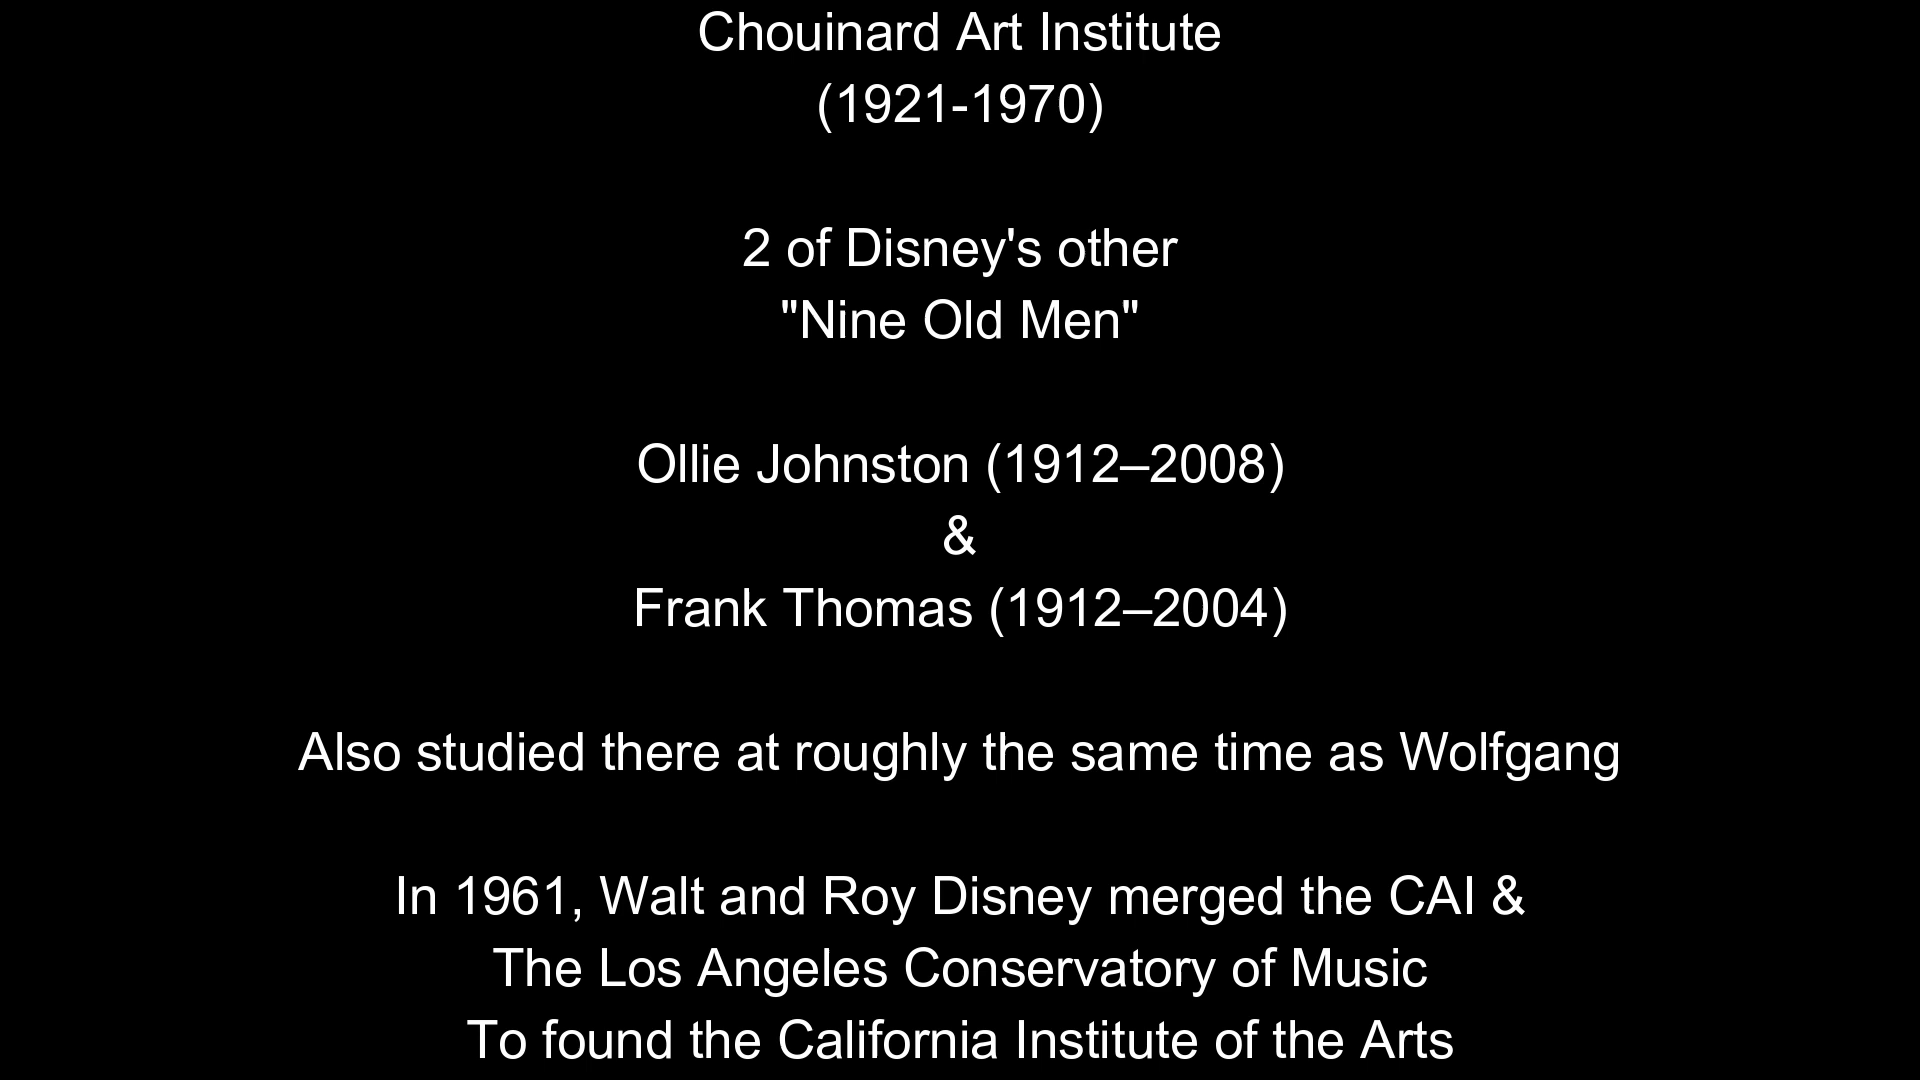 Chouinard Art Institute
(1921-1970)
2 of Disney's other
"Nine Old Men"
Ollie Johnston (1912–2008)
&
Frank Thomas (1912–2004)
Also studied there at roughly the same time as Wolfgang
In 1961, Walt and Roy Disney merged the CAI &
The Los Angeles Conservatory of Music
To found the California Institute of the Arts